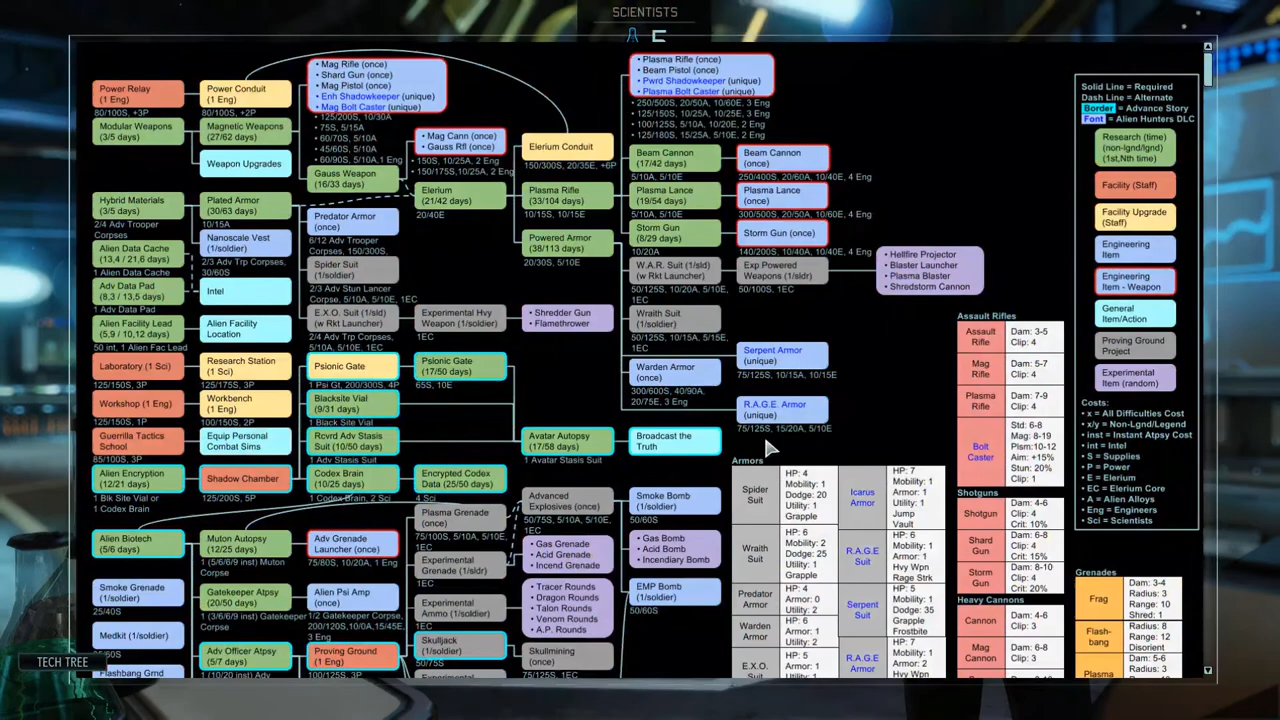 SCIENTISTS
5
Power Relay
(1 Eng)
80/100S, +3P
Power Conduit
(1 Eng)
80/100S, +2P
• Mag Rifle (once)
• Shard Gun (once)
• Mag Pistol (once)
• Enh Shadowkeeper (unique)
• Mag Bolt Caster (unique)
• 125/200S, 10/30A
• 75S, 5/15A
• 60/70S, 5/10A
• 45/60S, 5/10A
• 60/90S, 5/10A, 1 Eng
• Plasma Rifle (once)
• Beam Pistol (once)
• Pwrd Shadowkeeper (unique)
• Plasma Bolt Caster (unique)
• 250/500S, 20/50A, 10/60E, 3 Eng
• 125/150S, 10/25A, 10/25E, 3 Eng
• 100/125S, 10/20A, 5/10E, 2 Eng
• 125/180S, 15/25A, 5/10E, 2 Eng
Modular Weapons
(3/5 days)
Magnetic Weapons
(27/62 days)
Weapon Upgrades
Gauss Weapon
(16/33 days)
• Mag Cann (once)
• Gauss Rfl (once)
• 150S, 10/25A, 2 Eng
• 150/175S,10/25A, 2 Eng
Elerium Conduit
150/300S, 20/35E, +6P
Beam Cannon
(17/42 days)
5/10A, 5/10E
Beam Cannon
(once)
250/400S, 20/60A, 10/40E, 4 Eng
Hybrid Materials
(3/5 days)
2/4 Adv Trooper
Corpses
Plated Armor
(30/63 days)
10/15A
Elerium
(21/42 days)
20/40E
Plasma Rifle
(33/104 days)
10/15S, 10/15E
Plasma Lance
(19/54 days)
5/10A, 5/10E
Plasma Lance
(once)
300/500S, 20/50A, 10/60E, 4 Eng
Predator Armor
(once)
6/12 Adv Trooper
Corpses, 150/300S,
Nanoscale Vest
(1/soldier)
2/3 Adv Trp Corpses,
30/60S
Powered Armor
(38/113 days)
20/30S, 5/10E
Storm Gun
(8/29 days)
10/20A
Storm Gun (once)
140/200S, 10/40A, 10/40E, 4 Eng
Alien Data Cache
(13,4 / 21,6 days)
1 Alien Data Cache
Adv Data Pad
(8,3 / 13,5 days)
1 Adv Data Pad
Intel
Spider Suit
(1/soldier)
2/3 Adv Stun Lancer
Corpse, 5/10A, 5/10E, 1EC
W.A.R. Suit (1/sld)
(w Rkt Launcher)
50/125S, 10/20A, 5/10E,
1EC
Exp Powered
Weapons (1/sldr)
50/100S, 1EC
• Hellfire Projector
• Blaster Launcher
• Plasma Blaster
• Shredstorm Cannon
Alien Facility Lead
(5,9 / 10,12 days)
50 int, 1 Alien Fac Lead
Alien Facility
Location
E.X.O. Suit (1/sld)
(w Rkt Launcher)
2/4 Adv Trp Corpses,
5/10A, 5/10E, 1EC
Experimental Hvy
Weapon (1/soldier)
1EC
• Shredder Gun
• Flamethrower
Wraith Suit
(1/soldier)
50/125S, 10/15A, 5/15E,
1EC
Laboratory (1 Sci)
125/150S, 3P
Research Station
(1 Sci)
125/175S, 3P
Psionic Gate
1 Psi Gt, 200/300S, 4P
Psionic Gate
(17/50 days)
65S, 10E
Warden Armor
(once)
300/600S, 40/90A,
20/75E, 3 Eng
Serpent Armor
(unique)
75/125S, 10/15A, 10/15E
Workshop (1 Eng)
125/150S, 1P
Workbench
(1 Eng)
100/150S, 2P
Blacksite Vial
(9/31 days)
1 Black Site Vial
R.A.G.E. Armor
(unique)
75/125S, 15/20A, 5/10E
Guerrilla Tactics
School
85/100S, 3P
Equip Personal
Combat Sims
Rcvrd Adv Stasis
Suit (10/50 days)
1 Adv Stasis Suit
Avatar Autopsy
(17/58 days)
1 Avatar Stasis Suit
Broadcast the
Truth
Alien Encryption
(12/21 days)
1 Blk Site Vial or
1 Codex Brain
Shadow Chamber
125/200S, 5P
Codex Brain
(10/25 days)
1 Codex Brain, 2 Sci
Encrypted Codex
Data (25/50 days)
4 Sci
Plasma Grenade
(once)
75/100S, 5/10A, 5/10E,
1EC
Advanced
Explosives (once)
50/75S, 5/10A, 5/10E,
1EC
Smoke Bomb
(1/soldier)
50/60S
Alien Biotech
(5/6 days)
Muton Autopsy
(12/25 days)
1 (5/6/6/9 inst) Muton
Corpse
Adv Grenade
Launcher (once)
75/80S, 10/20A, 1 Eng
Experimental
Grenade (1/sldr)
1EC
• Gas Grenade
• Acid Grenade
• Incend Grenade
• Gas Bomb
• Acid Bomb
• Incendiary Bomb
Smoke Grenade
(1/soldier)
25/40S
Gatekeeper Atpsy
(20/50 days)
1 (3/6/6/9 inst) Gatekeeper
Corpse
Alien Psi Amp
(once)
200/120S, 10/0A,15/45E,
3 Eng
Experimental
Ammo (1/soldier)
1EC
• Tracer Rounds
• Dragon Rounds
• Talon Rounds
• Venom Rounds
• A.P. Rounds
EMP Bomb
(1/soldier)
50/60S
Medkit (1/soldier)
Adv Officer Atpsy
(5/7 days)
1 (10/20 inst) Adv
Proving Ground
(1 Eng)
100/125S, 3P
Skulljack
(1/soldier)
50/75S
Skullmining
(once)
75/125S, 1EC
Flashbang Grnd
TECH TREE
Solid Line = Required
Dash Line = Alternate
Border = Advance Story
Font = Alien Hunters DLC
Research (time)
(non-lgnd/lgnd)
(1st,Nth time)
Facility (Staff)
Facility Upgrade
(Staff)
Engineering
Item
Engineering
Item - Weapon
General
Item/Action
Proving Ground
Project
Experimental
Item (random)
Costs:
• x = All Difficulties Cost
• x/y = Non-Lgnd/Legend
• inst = Instant Atpsy Cost
• int = Intel
• S = Supplies
• P = Power
• E = Elerium
• EC = Elerium Core
• A = Alien Alloys
• Eng = Engineers
• Sci = Scientists
Assault Rifles
Assault Rifle Dam: 3-5 Clip: 4
Mag Rifle Dam: 5-7 Clip: 4
Plasma Rifle Dam: 7-9 Clip: 4
Bolt Caster Std: 6-8 Mag: 8-19 Plsm: 10-12 Aim: +15% Stun: 20% Clip: 1
Shotguns
Shotgun Dam: 4-6 Clip: 4 Crit: 10%
Shard Gun Dam: 6-8 Clip: 4 Crit: 15%
Storm Gun Dam: 8-10 Clip: 4 Crit: 20%
Heavy Cannons
Cannon Dam: 4-6 Clip: 3
Mag Cannon Dam: 6-8 Clip: 3
Armors
Spider Suit HP: 4 Mobility: 1 Dodge: 20 Utility: 1 Grapple
Icarus Armor HP: 7 Mobility: 1 Armor: 1 Utility: 1 Jump Vault
Wraith Suit HP: 6 Mobility: 2 Dodge: 25 Utility: 1 Grapple
R.A.G.E Suit HP: 6 Mobility: 1 Armor: 1 Hvy Wpn Rage Strk
Predator Armor HP: 4 Armor: 0 Utility: 2
Serpent Suit HP: 5 Mobility: 1 Dodge: 35 Grapple Frostbite
Warden Armor HP: 6 Armor: 1 Utility: 2
E.X.O. Suit HP: 5 Armor: 1 Utility: 1
R.A.G.E Armor HP: 7 Mobility: 1 Armor: 2 Hvy Wpn
Grenades
Frag Dam: 3-4 Radius: 3 Range: 10 Shred: 1
Flash-bang Radius: 8 Range: 12 Disorient
Plasma Dam: 5-6 Radius: 3